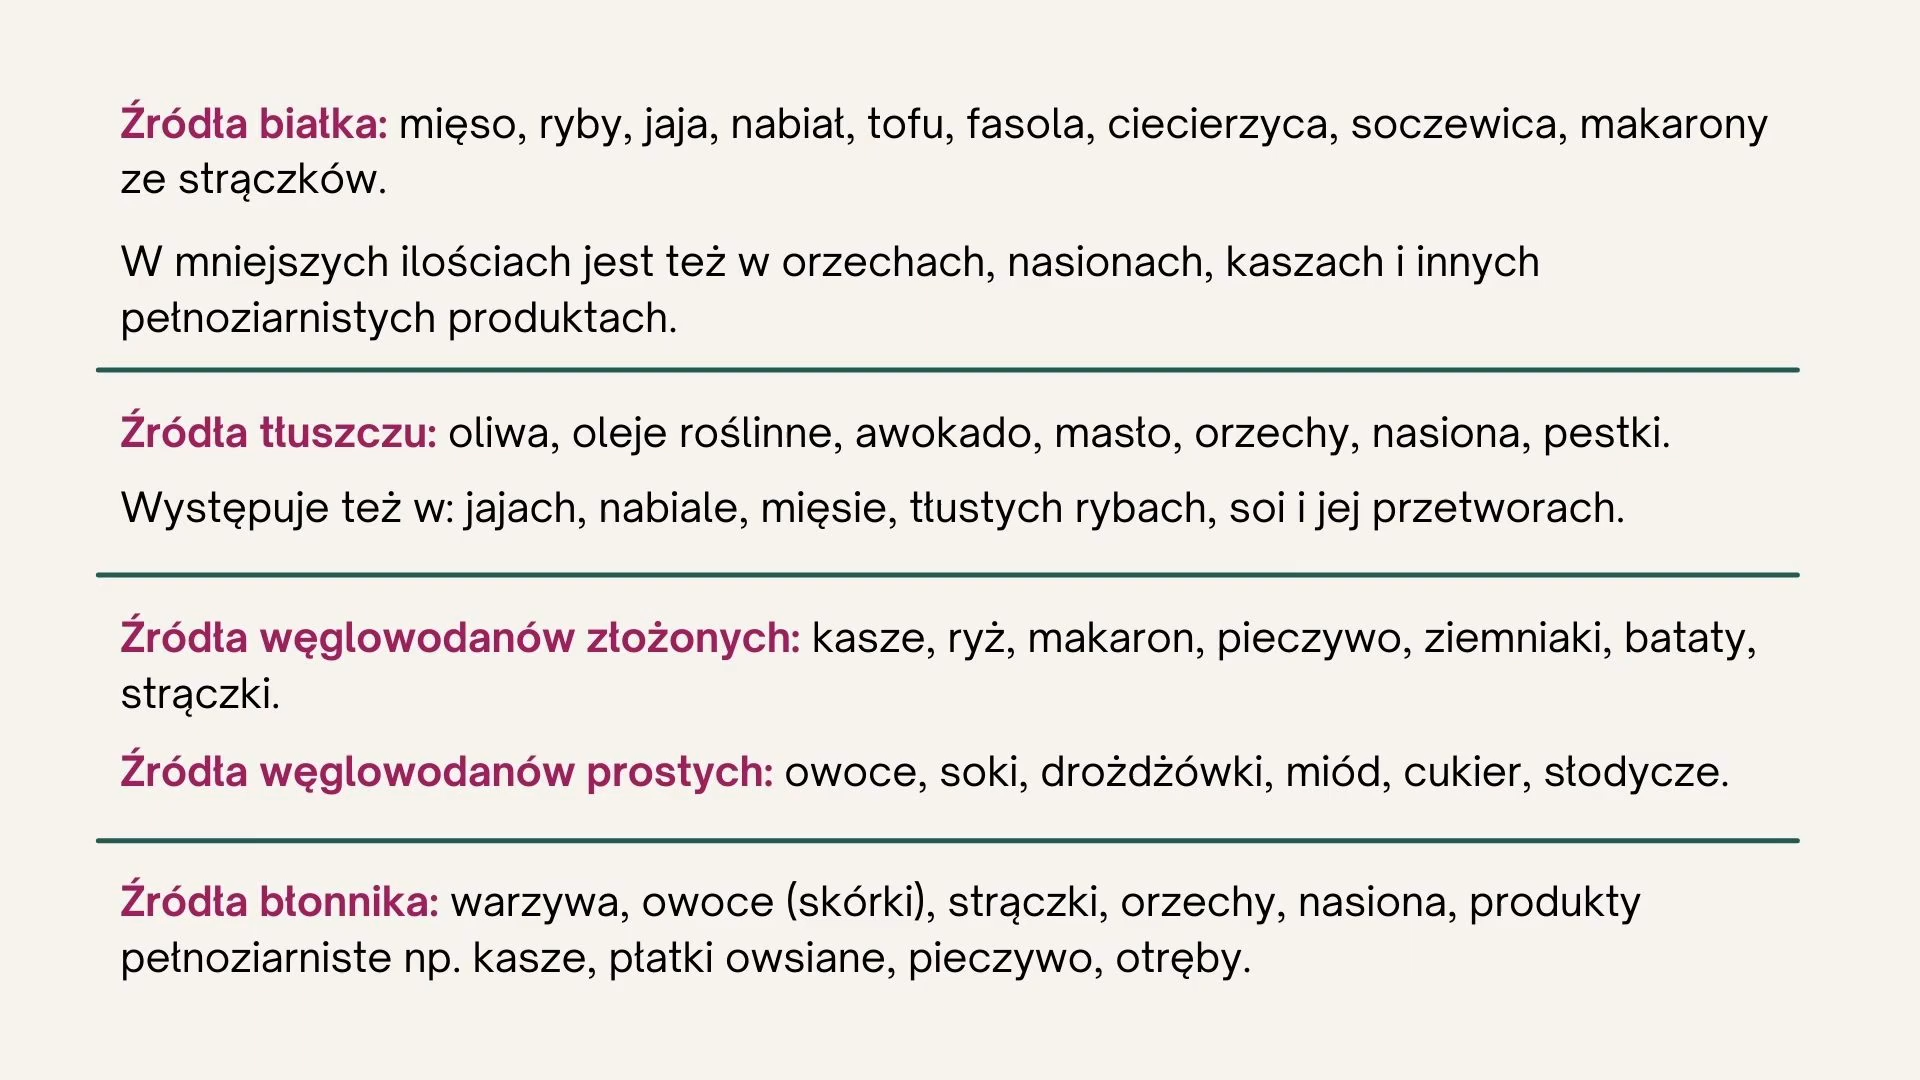 Źródła białka: mięso, ryby, jaja, nabiał, tofu, fasola, ciecierzyca, soczewica, makarony
ze strączków.
W mniejszych ilościach jest też w orzechach, nasionach, kaszach i innych
pełnoziarnistych produktach.
Źródła tłuszczu: oliwa, oleje roślinne, awokado, masło, orzechy, nasiona, pestki.
Występuje też w: jajach, nabiale, mięsie, tłustych rybach, soi i jej przetworach.
Źródła węglowodanów złożonych: kasze, ryż, makaron, pieczywo, ziemniaki, bataty,
strączki.
Źródła węglowodanów prostych: owoce, soki, drożdżówki, miód, cukier, słodycze.
Źródła błonnika: warzywa, owoce (skórki), strączki, orzechy, nasiona, produkty
pełnoziarniste np. kasze, płatki owsiane, pieczywo, otręby.